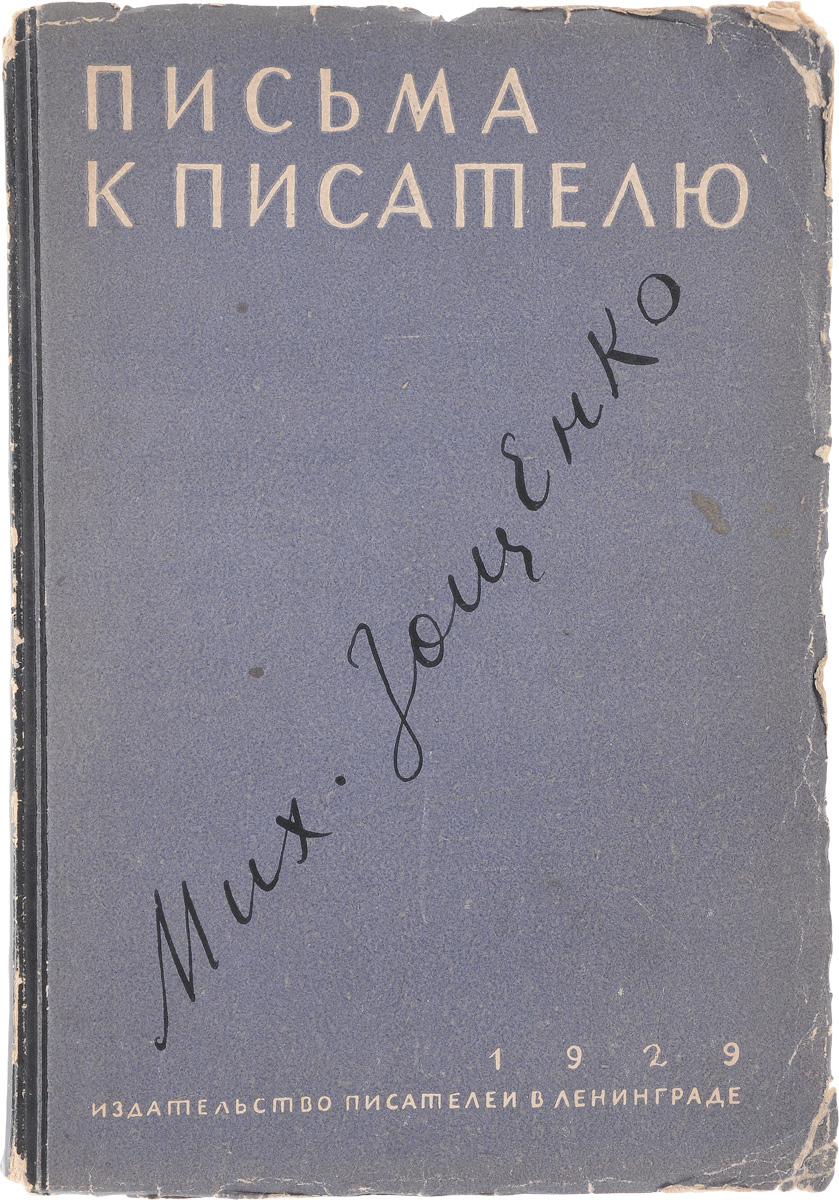 ПИСЬМА
К ПИСАТЕЛЮ
Мих. Зощенко
1929
ИЗДАТЕЛЬСТВО ПИСАТЕЛЕЙ В ЛЕНИНГРАДЕ